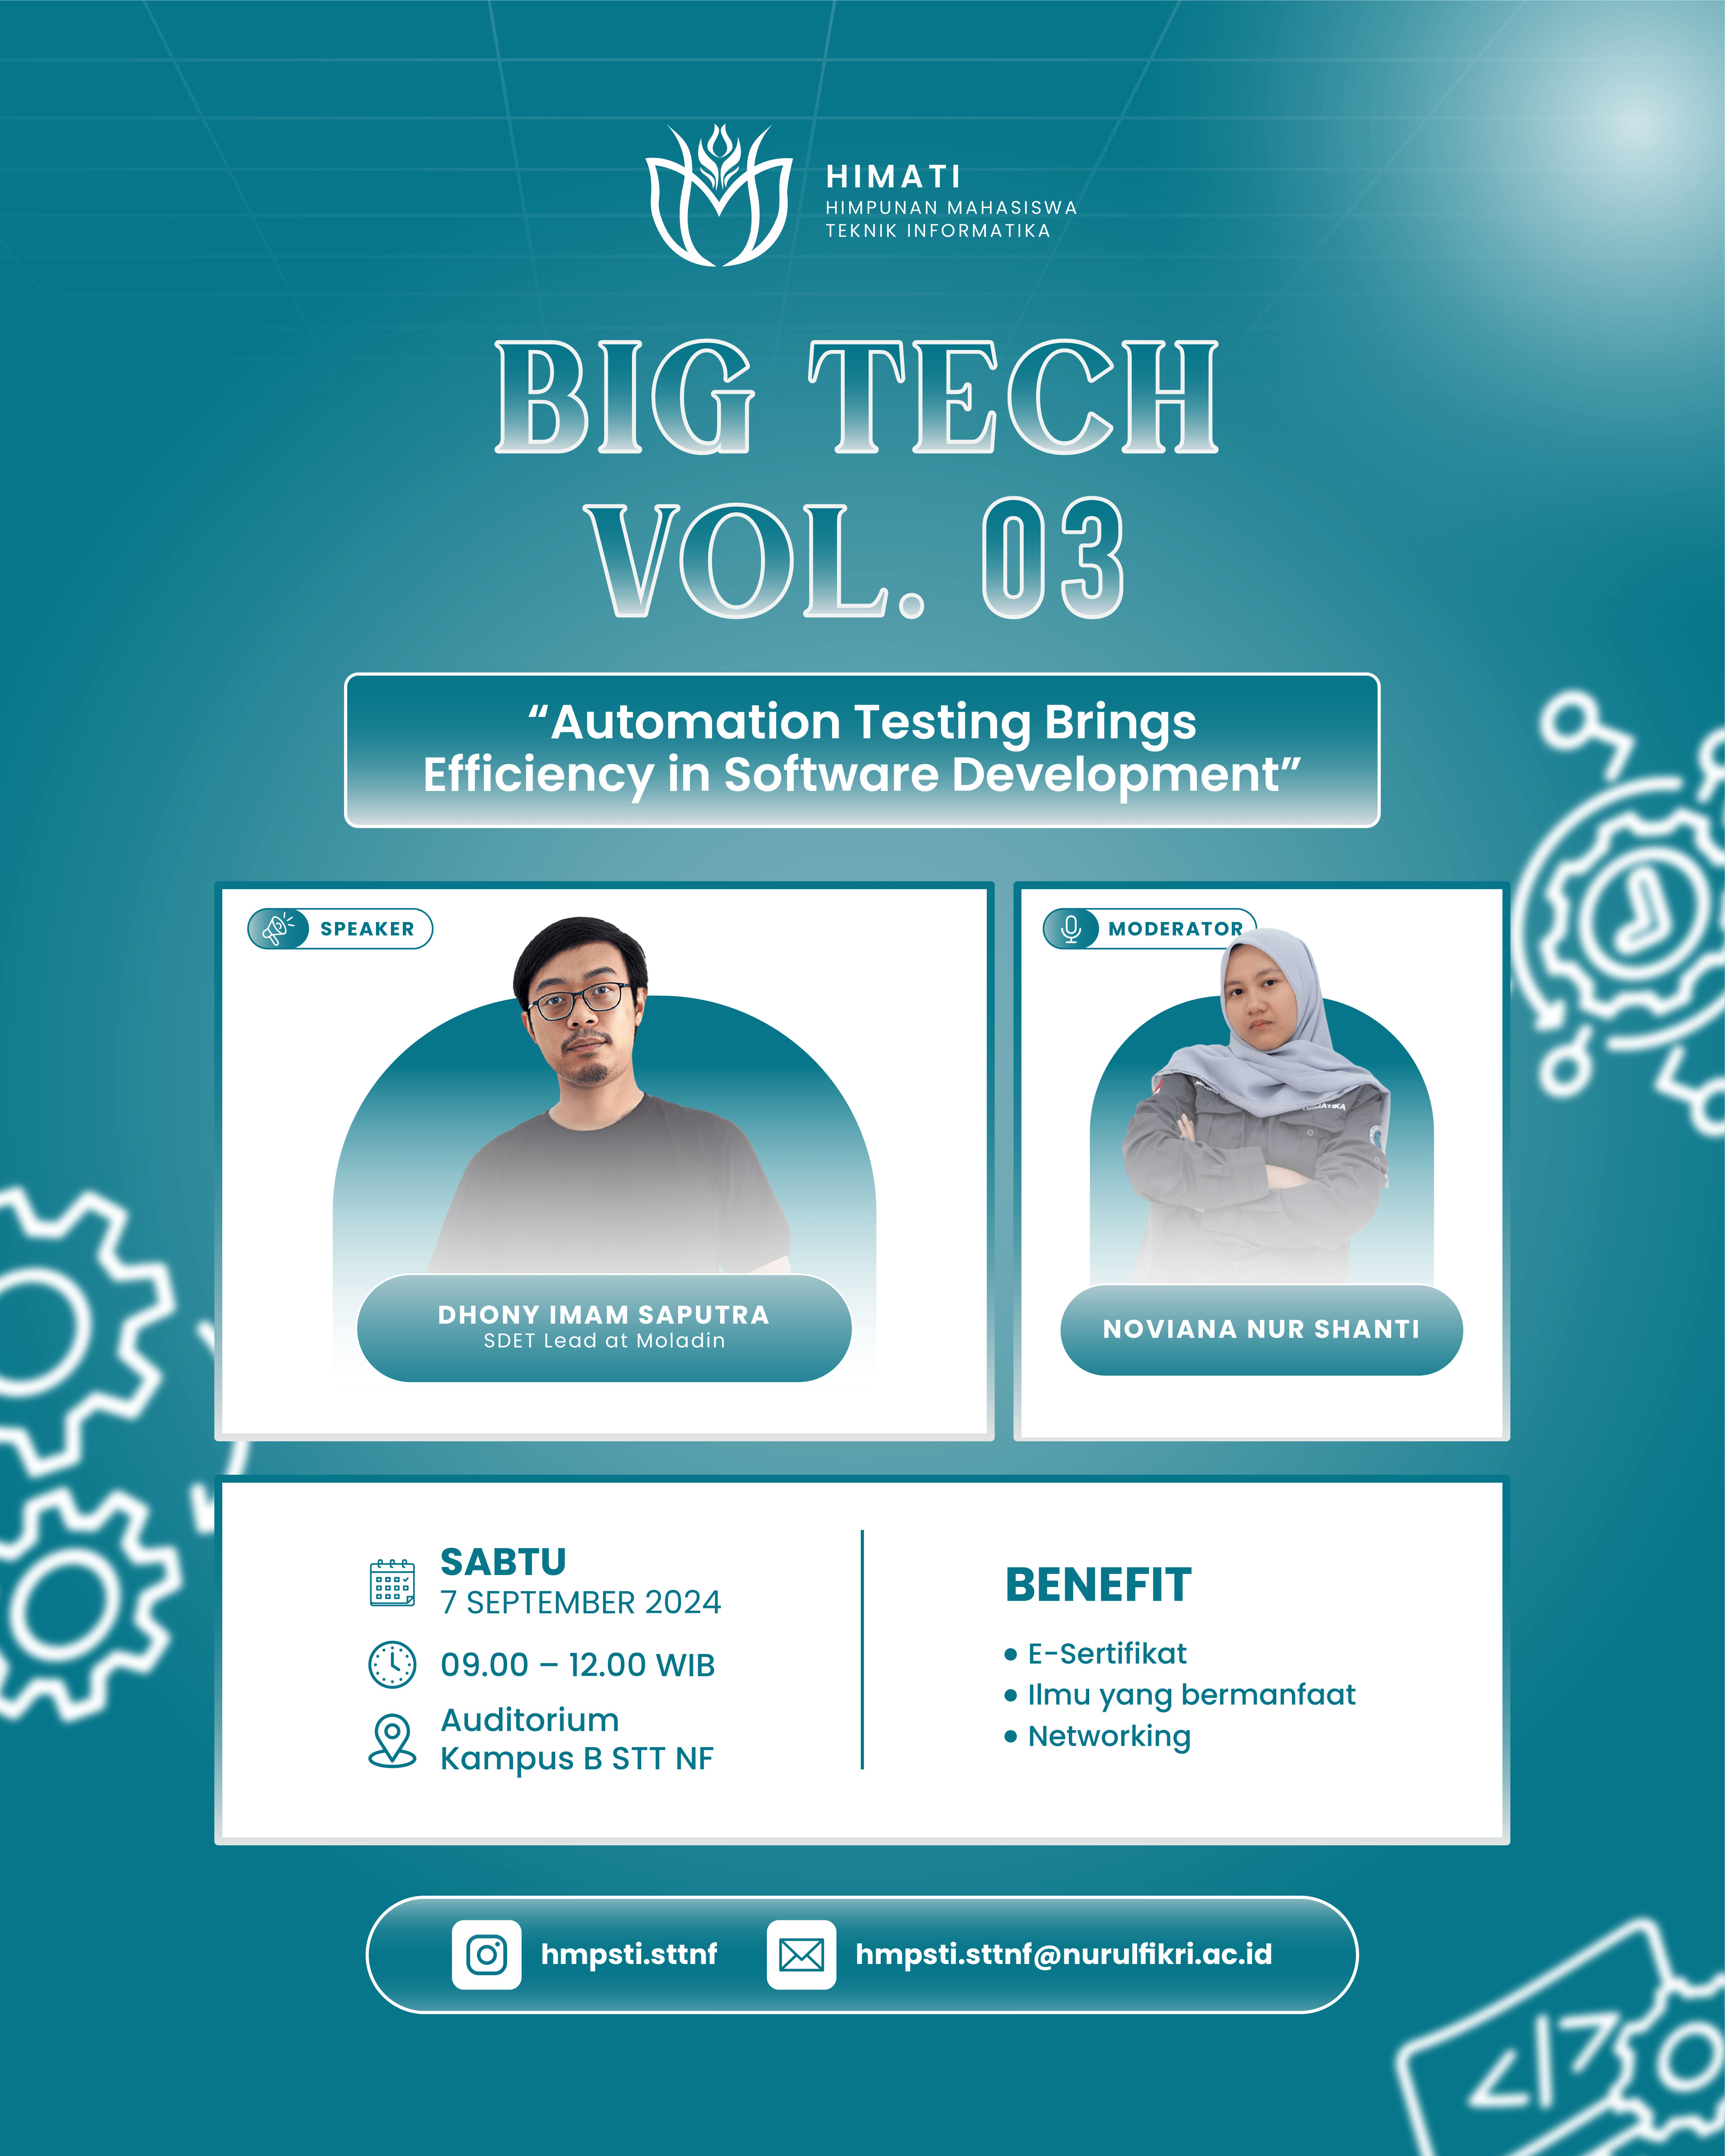 HIMATI
HIMPUNAN MAHASISWA
TEKNIK INFORMATIKA
BIG TECH
VOL. 03
“Automation Testing Brings
Efficiency in Software Development”
SPEAKER
DHONY IMAM SAPUTRA
SDET Lead at Moladin
MODERATOR
NOVIANA NUR SHANTI
SABTU
7 SEPTEMBER 2024
09.00 – 12.00 WIB
Auditorium
Kampus B STT NF
BENEFIT
• E-Sertifikat
• Ilmu yang bermanfaat
• Networking
hmpsti.sttnf
hmpsti.sttnf@nurulfikri.ac.id